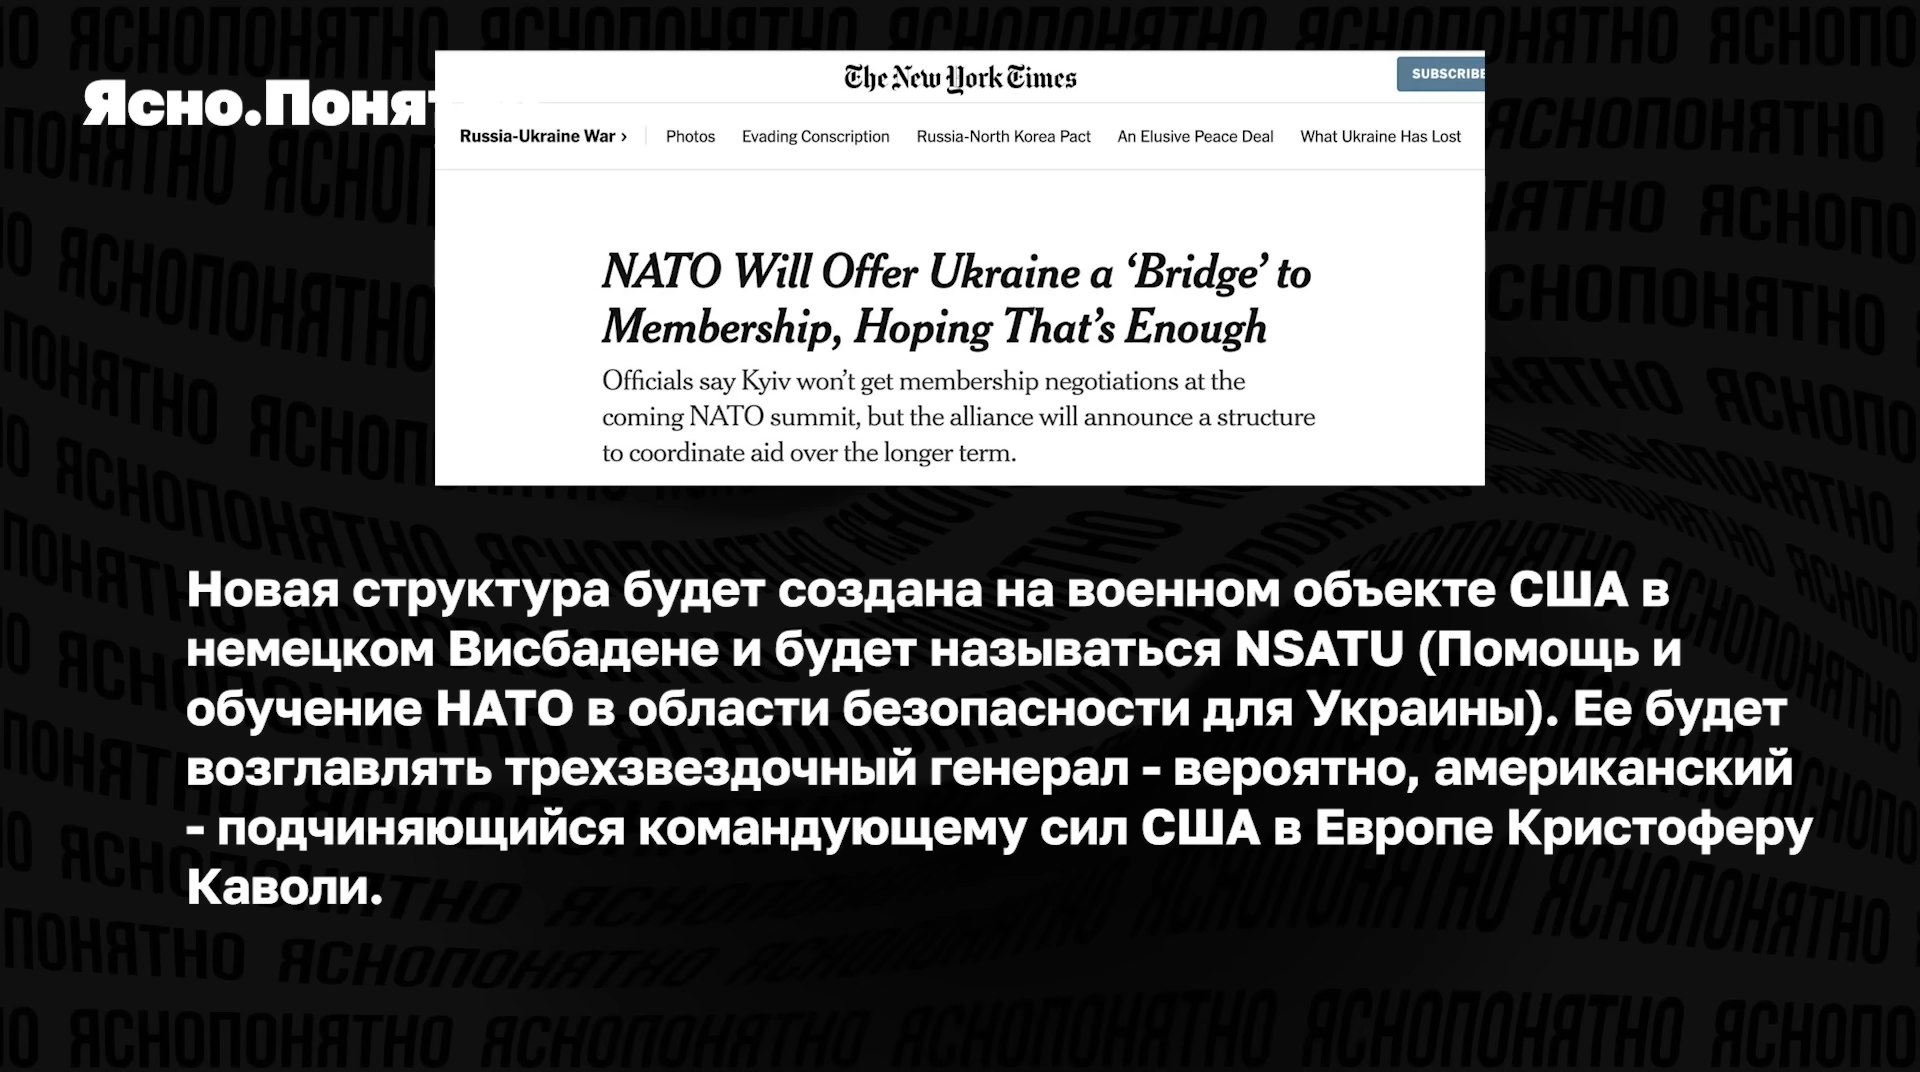 Ясно.Понят
The New York Times
SUBSCRIBE
Russia-Ukraine War › Photos Evading Conscription Russia-North Korea Pact An Elusive Peace Deal What Ukraine Has Lost
NATO Will Offer Ukraine a ‘Bridge’ to
Membership, Hoping That’s Enough
Officials say Kyiv won’t get membership negotiations at the
coming NATO summit, but the alliance will announce a structure
to coordinate aid over the longer term.
Новая структура будет создана на военном объекте США в
немецком Висбадене и будет называться NSATU (Помощь и
обучение НАТО в области безопасности для Украины). Ее будет
возглавлять трехзвездочный генерал - вероятно, американский
- подчиняющийся командующему сил США в Европе Кристоферу
Каволи.